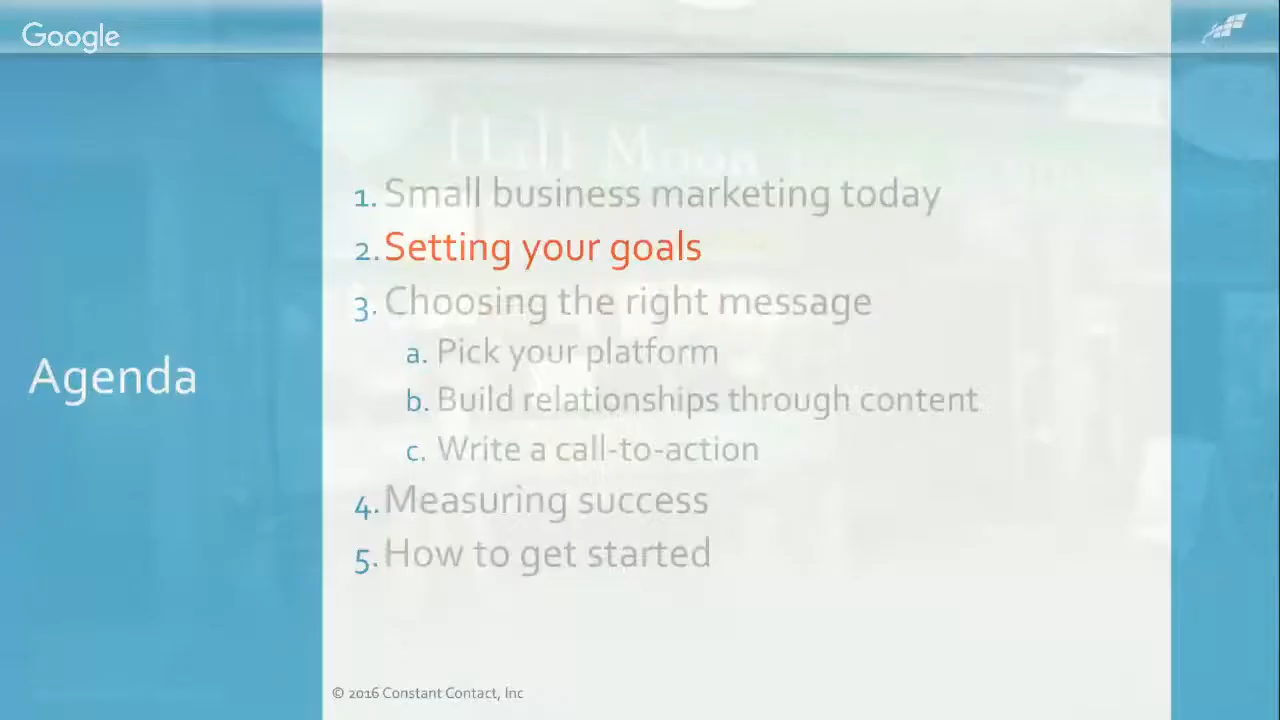 Google
Half Moon
1. Small business marketing today
2. Setting your goals
3. Choosing the right message
a. Pick your platform
Agenda
b. Build relationships through content
c. Write a call-to-action
4. Measuring success
5. How to get started
© 2016 Constant Contact, Inc